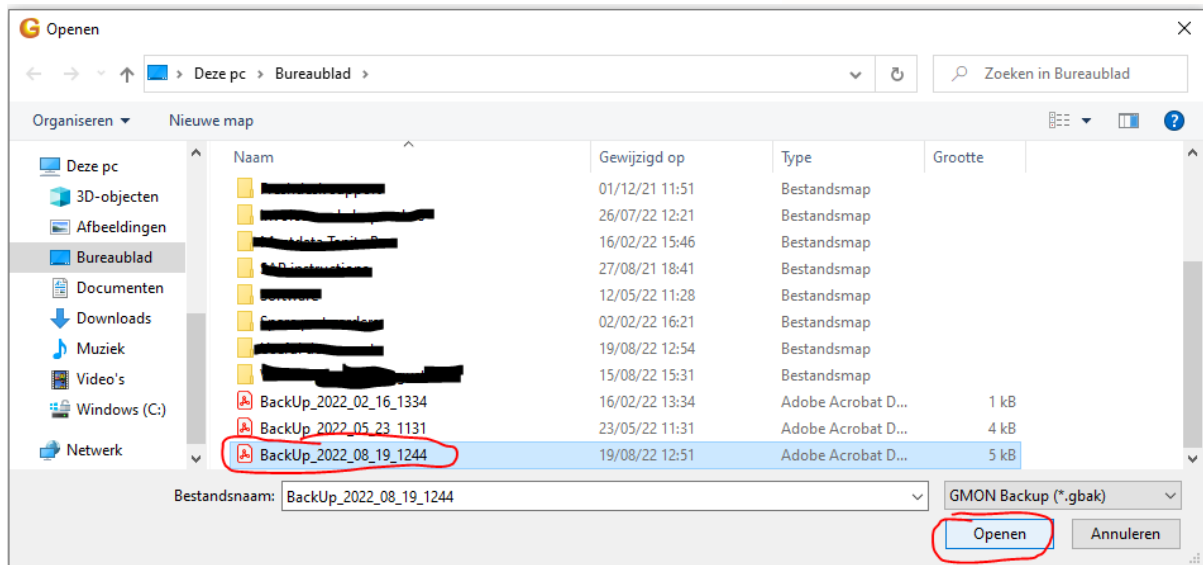 G Openen
Deze pc > Bureaublad >
Zoeken in Bureaublad
Organiseren Nieuwe map
Naam Gewijzigd op Type Grootte
Deze pc
3D-objecten
Afbeeldingen
Bureaublad
Documenten
Downloads
Muziek
Video's
Windows (C:)
Netwerk
01/12/21 11:51 Bestandsmap
26/07/22 12:21 Bestandsmap
16/02/22 15:46 Bestandsmap
27/08/21 18:41 Bestandsmap
12/05/22 11:28 Bestandsmap
02/02/22 16:21 Bestandsmap
19/08/22 12:54 Bestandsmap
15/08/22 15:31 Bestandsmap
BackUp_2022_02_16_1334 16/02/22 13:34 Adobe Acrobat D... 1 kB
BackUp_2022_05_23_1131 23/05/22 11:31 Adobe Acrobat D... 4 kB
BackUp_2022_08_19_1244 19/08/22 12:51 Adobe Acrobat D... 5 kB
Bestandsnaam: BackUp_2022_08_19_1244 GMON Backup (*.gbak)
Openen Annuleren